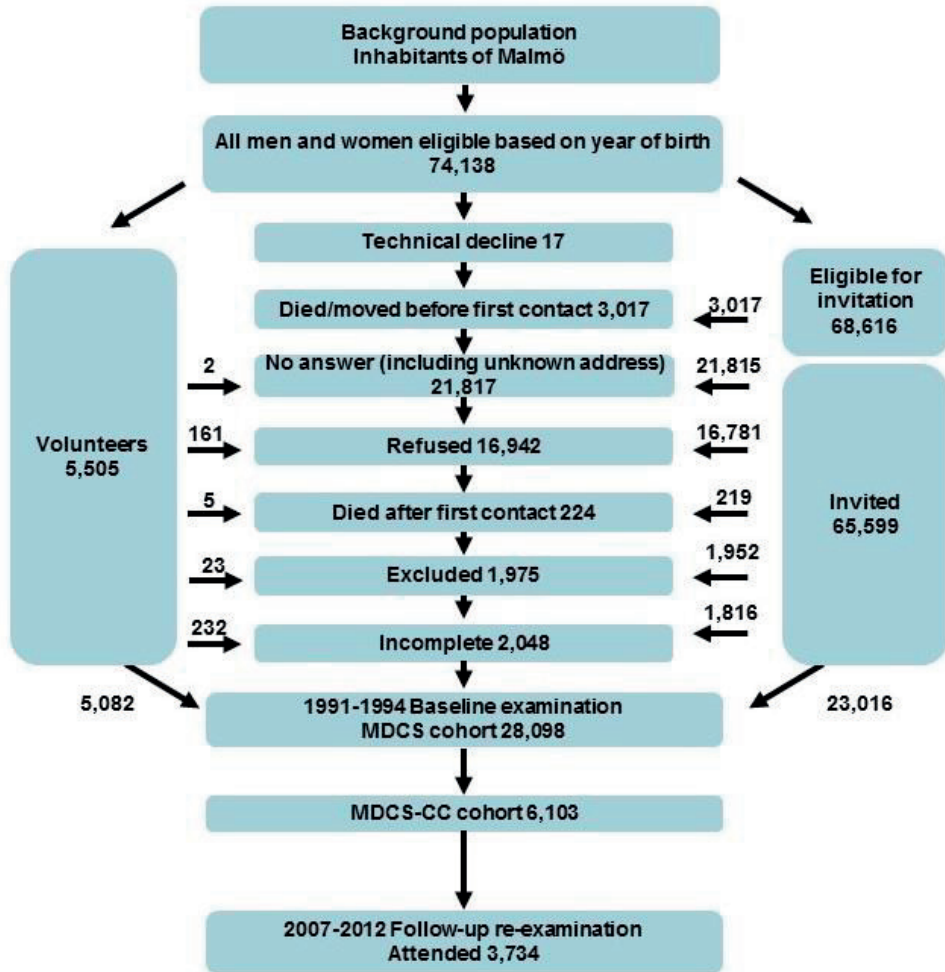 Background population
Inhabitants of Malmö
All men and women eligible based on year of birth
74,138
Technical decline 17
Died/moved before first contact 3,017
3,017
Eligible for
invitation
68,616
2
No answer (including unknown address)
21,817
21,815
Volunteers
5,505
161
Refused 16,942
16,781
Invited
65,599
5
Died after first contact 224
219
23
Excluded 1,975
1,952
232
Incomplete 2,048
1,816
5,082
1991-1994 Baseline examination
MDCS cohort 28,098
23,016
MDCS-CC cohort 6,103
2007-2012 Follow-up re-examination
Attended 3,734